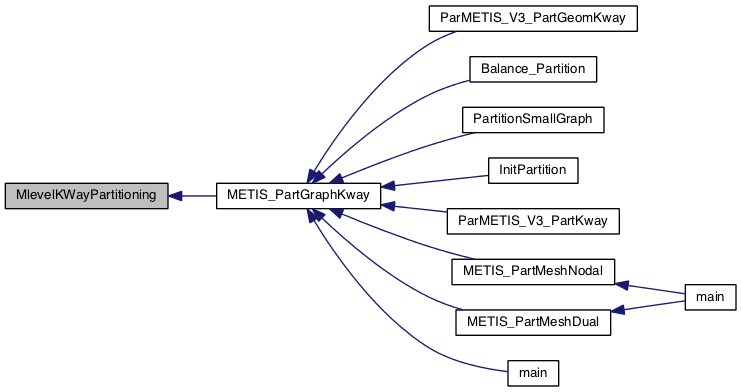 ParMETIS_V3_PartGeomKway
Balance_Partition
PartitionSmallGraph
InitPartition
MlevelKWayPartitioning
METIS_PartGraphKway
ParMETIS_V3_PartKway
METIS_PartMeshNodal
main
METIS_PartMeshDual
main